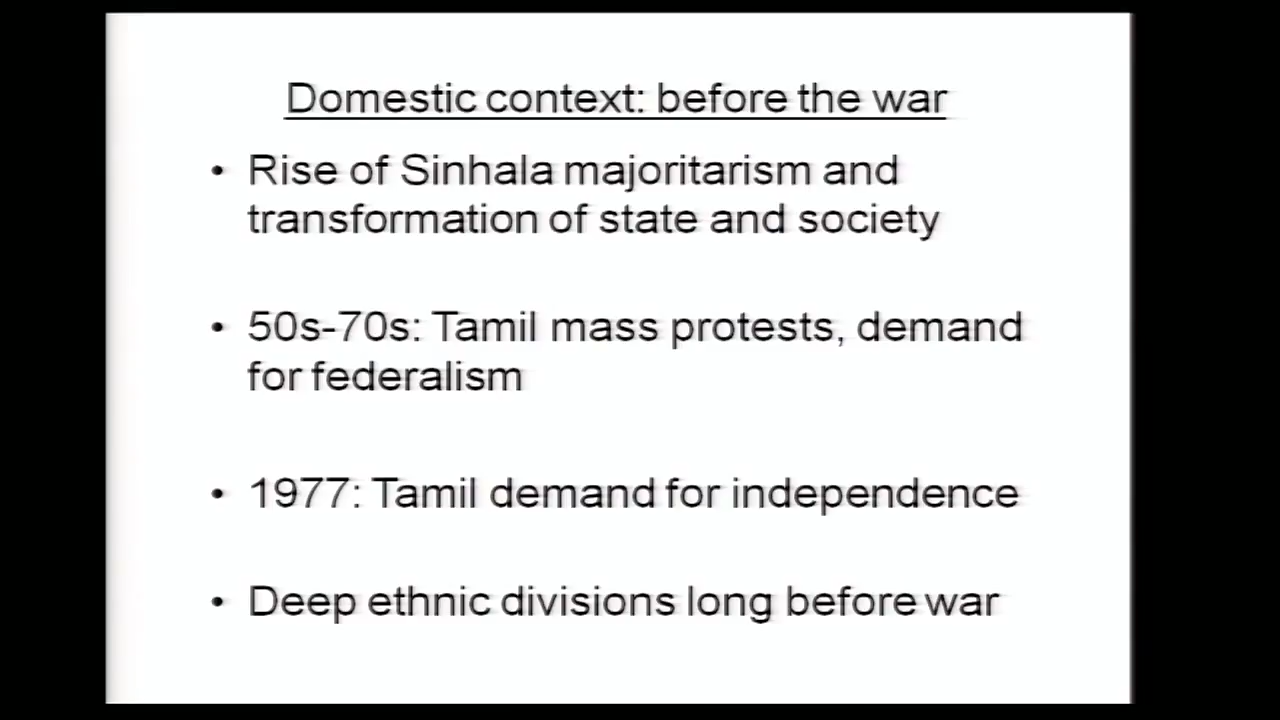 Domestic context: before the war
• Rise of Sinhala majoritarism and
transformation of state and society
• 50s-70s: Tamil mass protests, demand
for federalism
• 1977: Tamil demand for independence
• Deep ethnic divisions long before war